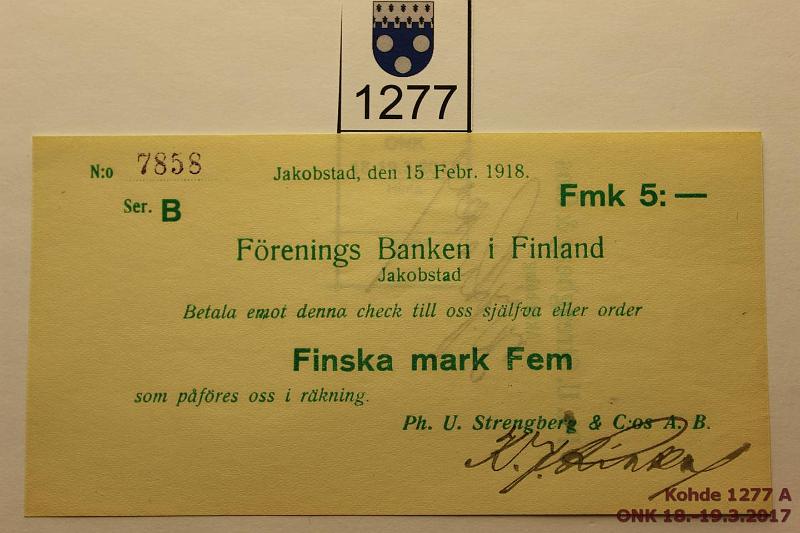 1277
N:o 7858
Jakobstad, den 15 Febr. 1918.
Ser. B
Fmk 5:—
Förenings Banken i Finland
Jakobstad
Betala emot denna check till oss själfva eller order
Finska mark Fem
som påföres oss i räkning.
Ph. U. Strengberg & C:os A. B.
Kohde 1277 A
ONK 18.-19.3.2017